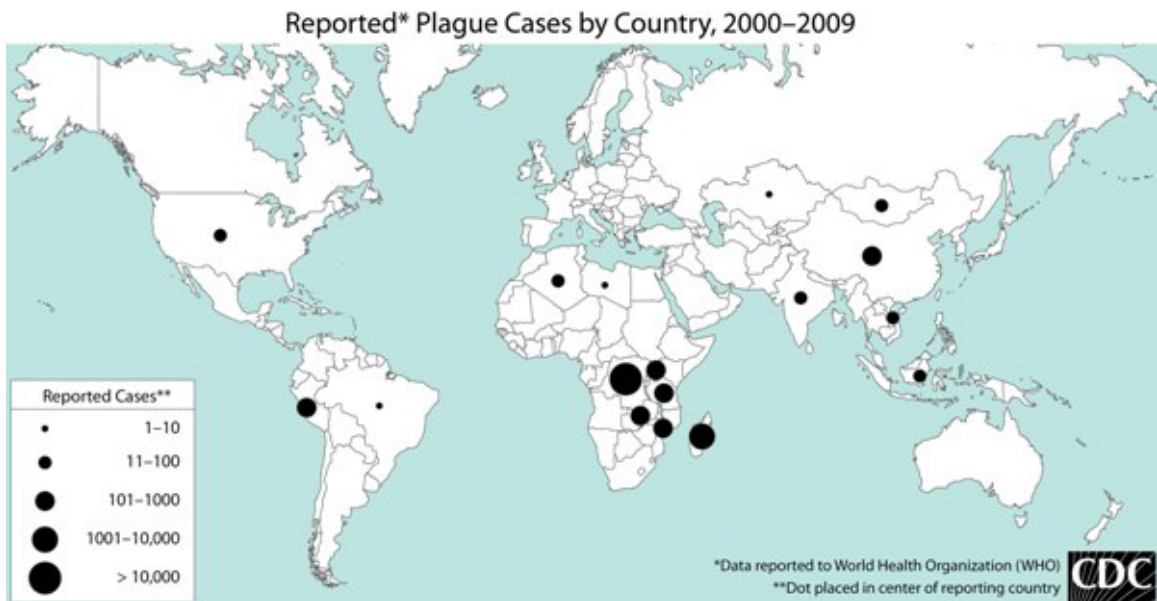 Reported* Plague Cases by Country, 2000–2009
Reported Cases**
1–10
11–100
101–1000
1001–10,000
> 10,000
*Data reported to World Health Organization (WHO)
**Dot placed in center of reporting country
CDC